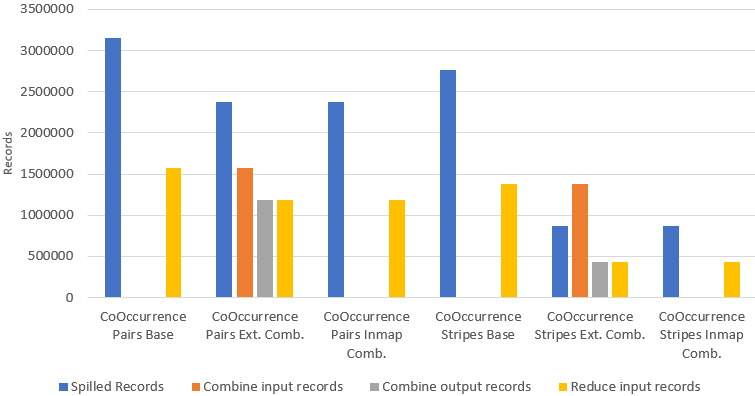 3500000
3000000
2500000
2000000
1500000
1000000
500000
0
Records
CoOccurrence
Pairs Base
CoOccurrence
Pairs Ext. Comb.
CoOccurrence
Pairs Inmap
Comb.
CoOccurrence
Stripes Base
CoOccurrence
Stripes Ext. Comb.
CoOccurrence
Stripes Inmap
Comb.
Spilled Records
Combine input records
Combine output records
Reduce input records